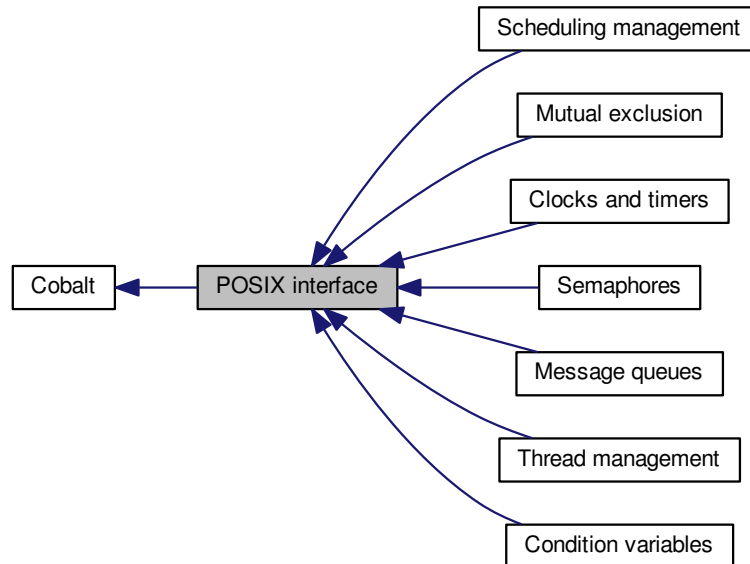 Scheduling management
Mutual exclusion
Clocks and timers
Cobalt
POSIX interface
Semaphores
Message queues
Thread management
Condition variables